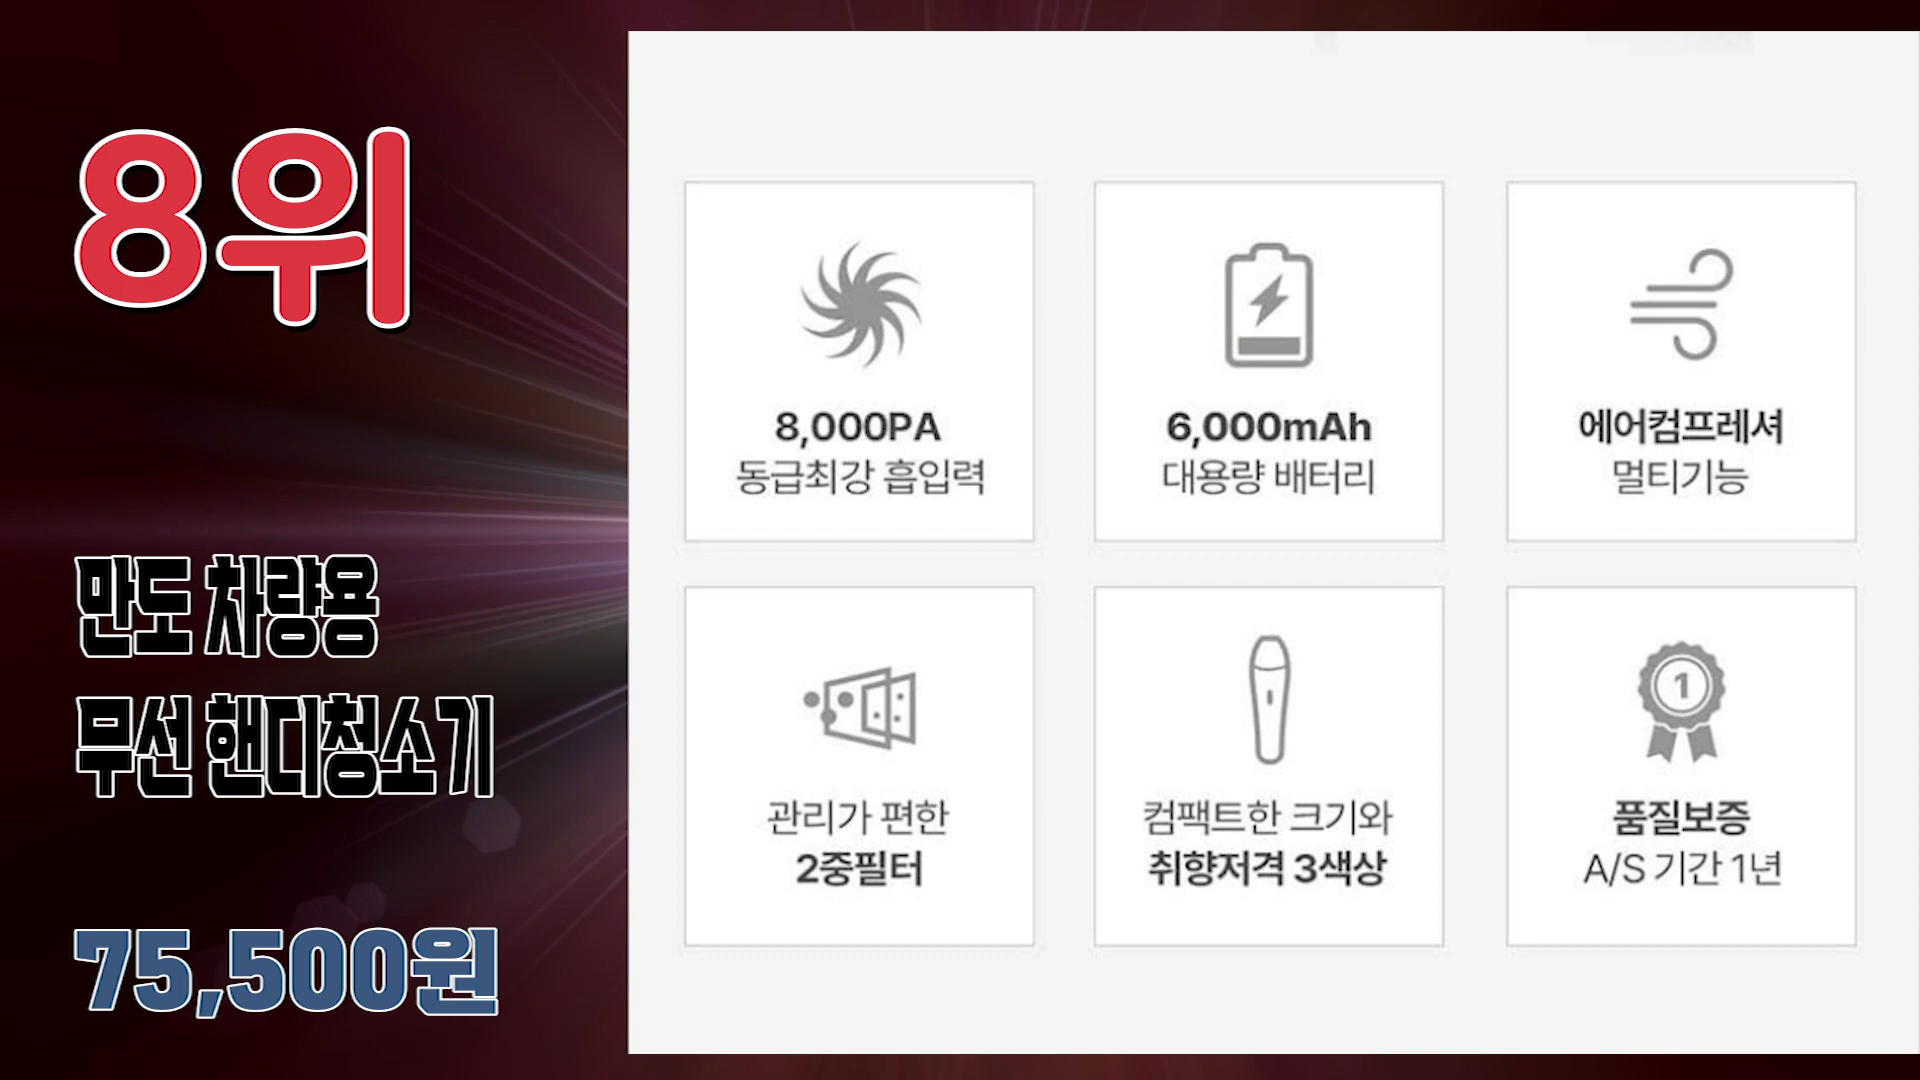 8위
만도 차량용
무선 핸디청소기
75,500원
8,000PA
동급최강 흡입력
6,000mAh
대용량 배터리
에어컴프레셔
멀티기능
관리가 편한
2중필터
컴팩트한 크기와
취향저격 3색상
1
품질보증
A/S 기간 1년